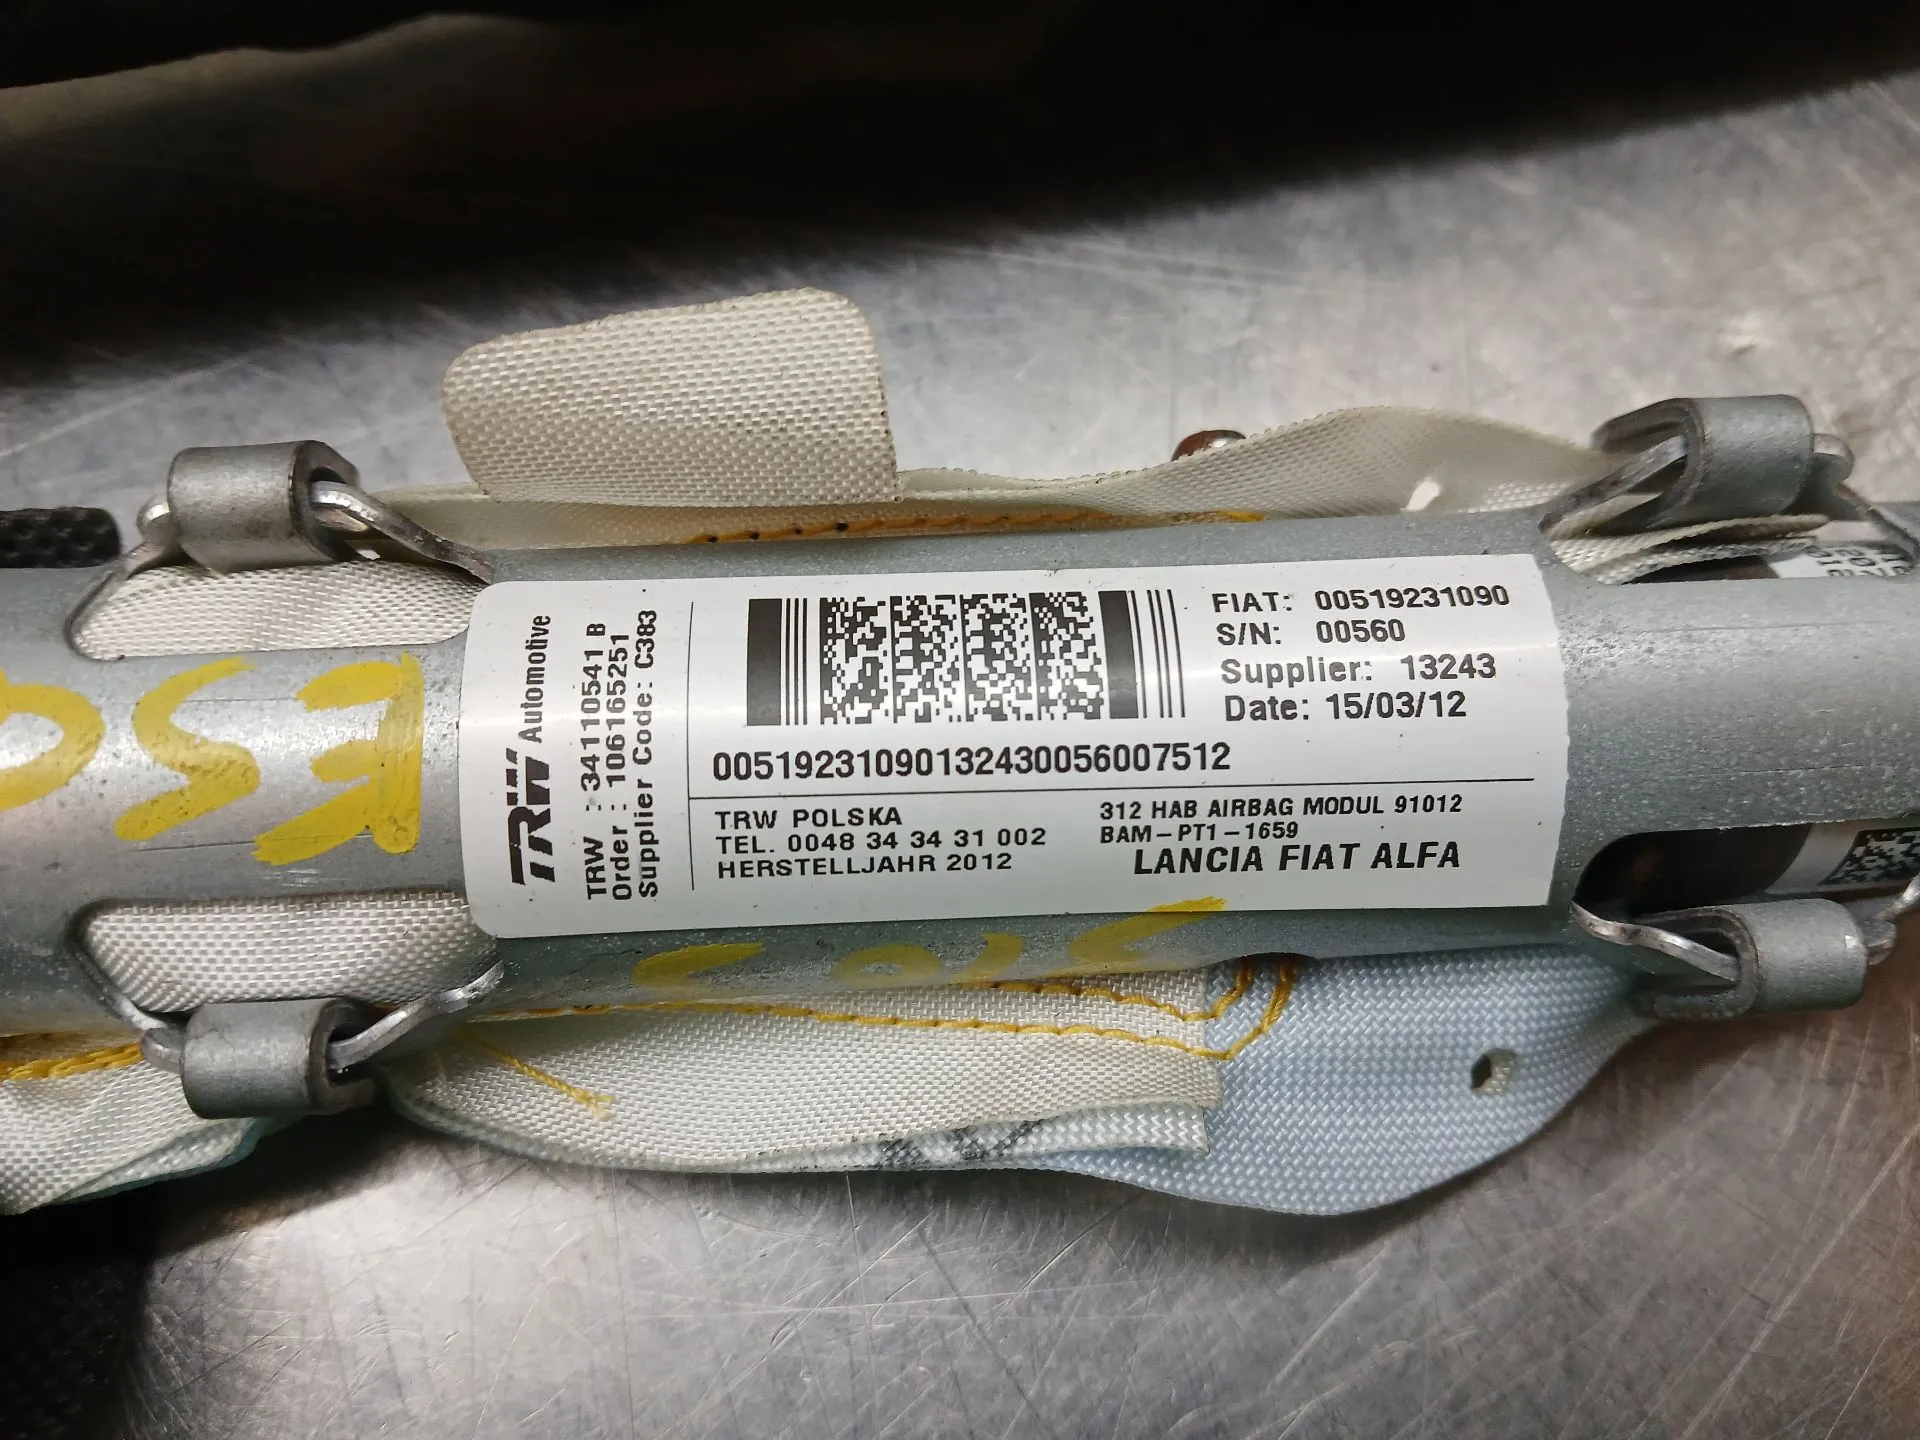 TRW Automotive
TRW : 34110541 B
Order : 106165251
Supplier Code: C383
FIAT: 00519231090
S/N: 00560
Supplier: 13243
Date: 15/03/12
00519231090132430056007512
TRW POLSKA
TEL. 0048 34 34 31 002
HERSTELLJAHR 2012
312 HAB AIRBAG MODUL 91012
BAM-PT1-1659
LANCIA FIAT ALFA